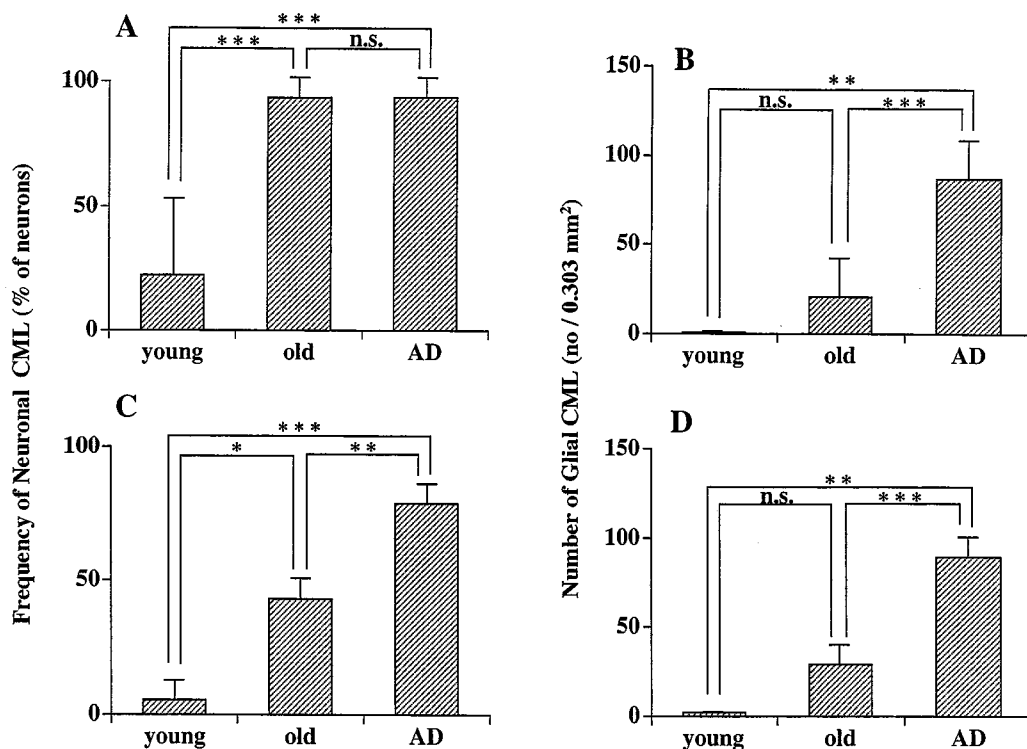 A
***
***
n.s.
100
50
0
young
old
AD
B
150
**
n.s.
***
100
50
0
young
old
AD
C
***
100
*
**
50
0
young
old
AD
D
150
**
n.s.
***
100
50
0
young
old
AD
Frequency of Neuronal CML (% of neurons)
Number of Glial CML (no / 0.303 mm²)